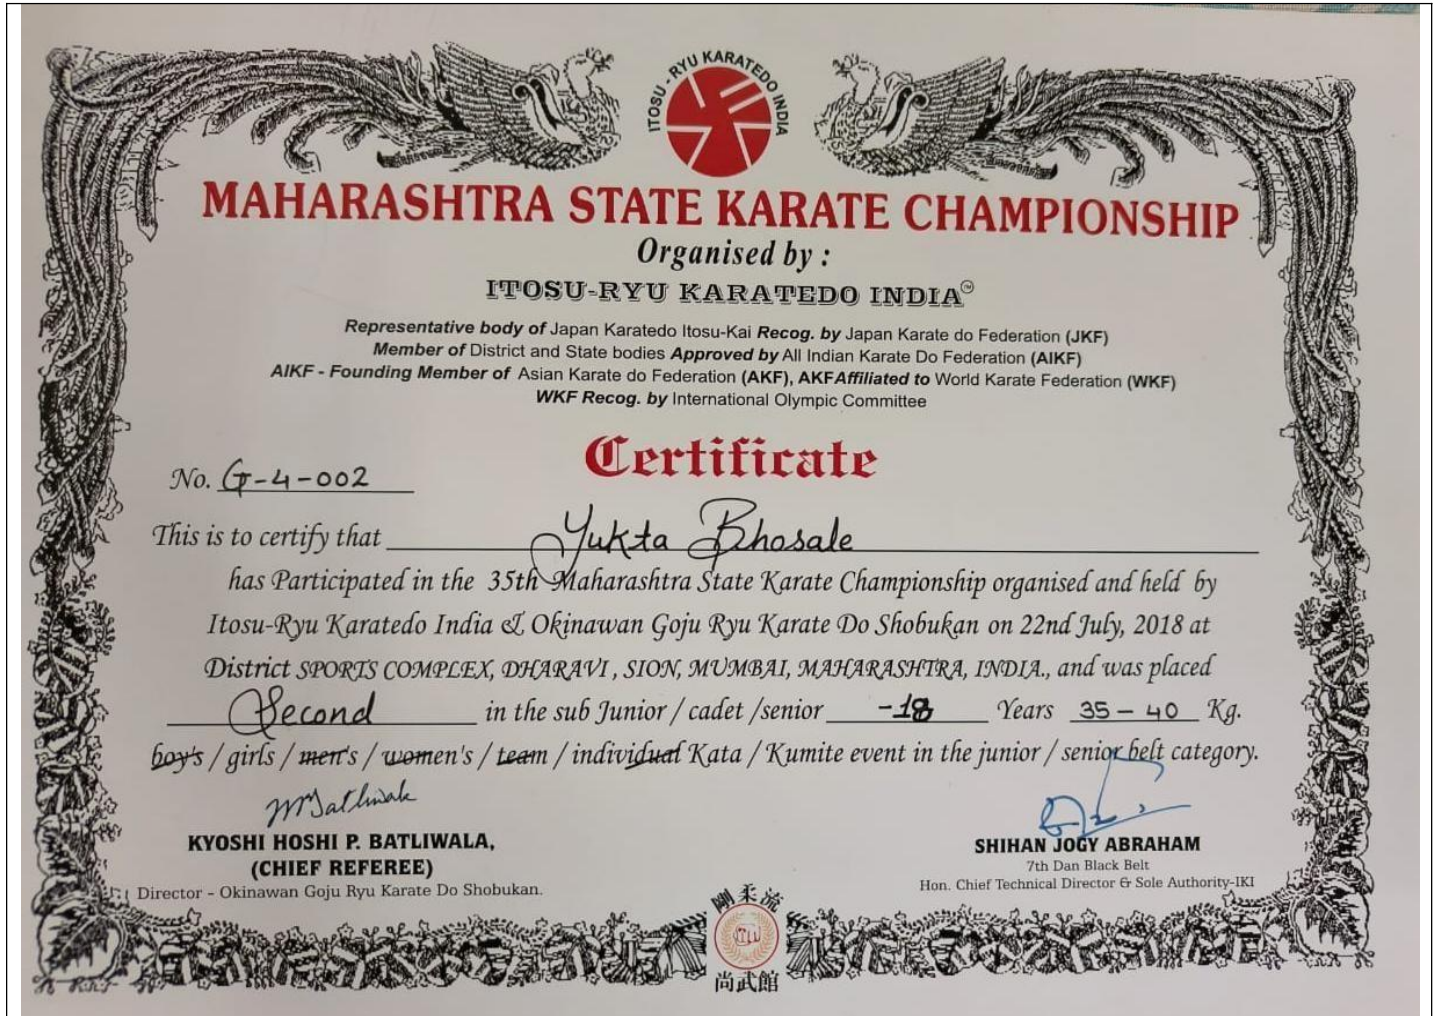 ITOSU - RYU KARATEDO INDIA
MAHARASHTRA STATE KARATE CHAMPIONSHIP
Organised by :
ITOSU-RYU KARATEDO INDIA™
Representative body of Japan Karatedo Itosu-Kai Recog. by Japan Karate do Federation (JKF)
Member of District and State bodies Approved by All Indian Karate Do Federation (AIKF)
AIKF - Founding Member of Asian Karate do Federation (AKF), AKF Affiliated to World Karate Federation (WKF)
WKF Recog. by International Olympic Committee
Certificate
No. G-4-002
This is to certify that Yukta Bhosale
has Participated in the 35th Maharashtra State Karate Championship organised and held by
Itosu-Ryu Karatedo India & Okinawan Goju Ryu Karate Do Shobukan on 22nd July, 2018 at
District SPORTS COMPLEX, DHARAVI , SION, MUMBAI, MAHARASHTRA, INDIA., and was placed
Second in the sub Junior / cadet /senior -18 Years 35 - 40 Kg.
boy's / girls / men's / women's / team / individual Kata / Kumite event in the junior / senior belt category.
KYOSHI HOSHI P. BATLIWALA,
(CHIEF REFEREE)
Director - Okinawan Goju Ryu Karate Do Shobukan.
SHIHAN JOGY ABRAHAM
7th Dan Black Belt
Hon. Chief Technical Director & Sole Authority-IKI
剛柔流
尚武館